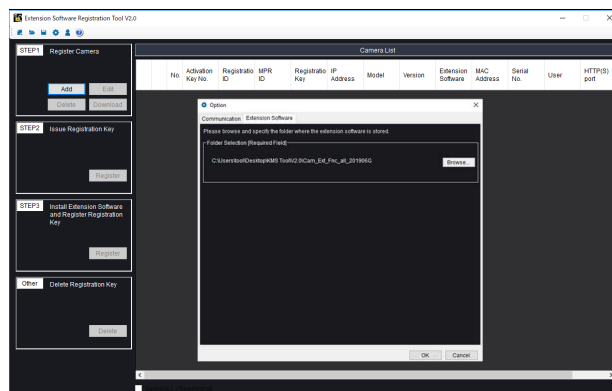 Extension Software Registration Tool V2.0
STEP1 Register Camera
Add Edit
Delete Download
STEP2 Issue Registration Key
Register
STEP3 Install Extension Software
and Register Registration
Key
Register
Other Delete Registration Key
Delete
Camera List
No. Activation Key No. Registratio ID MPR ID Registratio Key IP Address Model Version Extension Software MAC Address Serial No. User HTTP(S) port
Option
Communication Extension Software
Please browse and specify the folder where the extension software is stored.
Folder Selection [Required Field]
C:\Users\tool\Desktop\KMS Tool\V2.0\Cam_Ext_Fnc_all_201906G
Browse...
OK Cancel